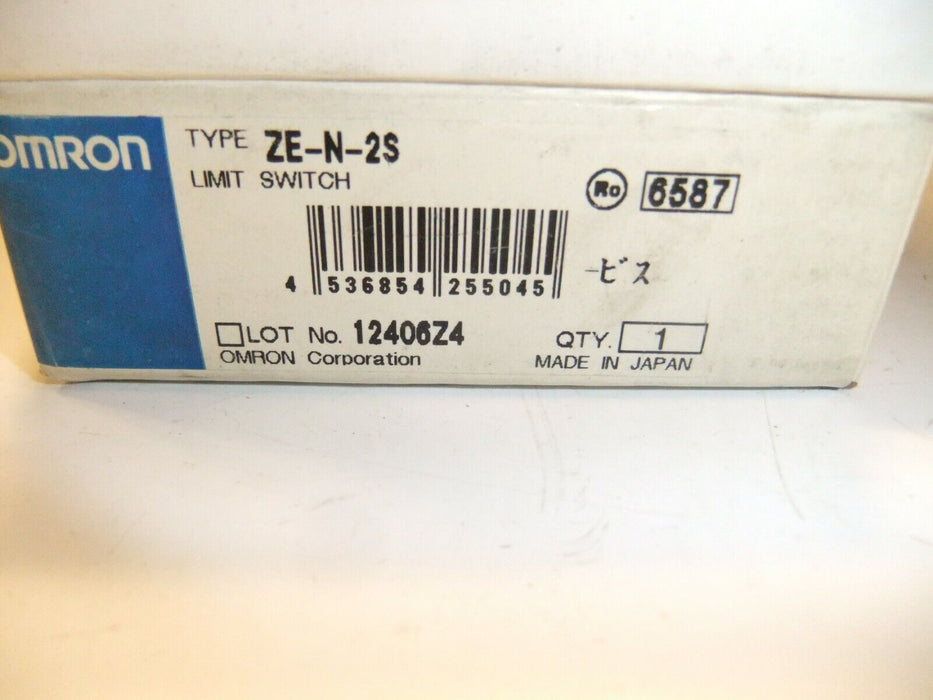 OMRON
TYPE ZE-N-2S
LIMIT SWITCH
Ro 6587
4 536854 255045
ービス
LOT No. 12406Z4
QTY. 1
OMRON Corporation
MADE IN JAPAN